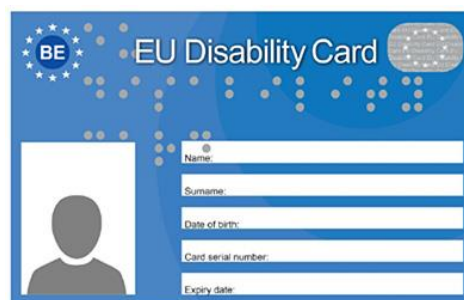 BE
EU Disability Card
Name:
Surname:
Date of birth:
Card serial number:
Expiry date: